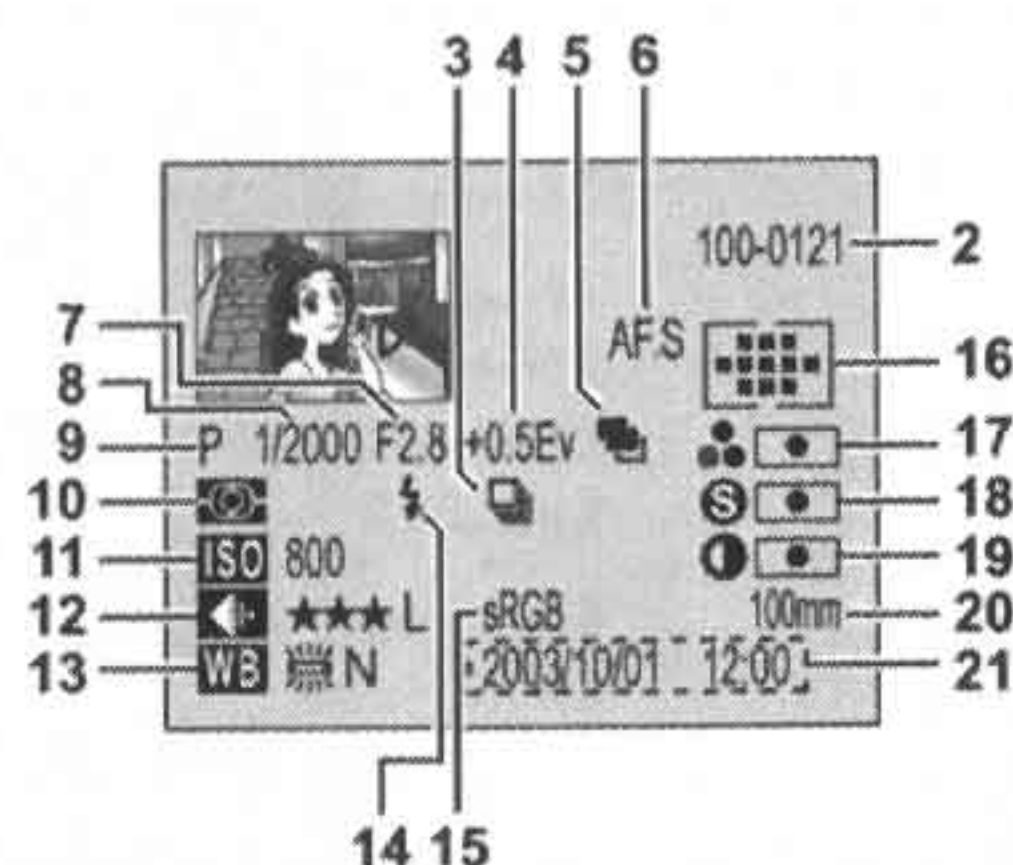 3 4 5 6
100-0121 2
7
AF.S
8 16
9 P 1/2000 F2.8 +0.5Ev 17
10 S 18
11 ISO 800 19
12 L sRGB 100mm 20
13 WB N 2003/10/01 12:00 21
14 15